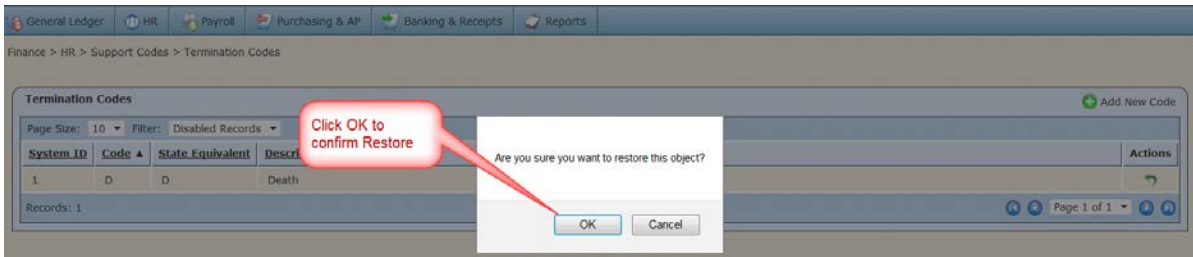 General Ledger HR Payroll Purchasing & AP Banking & Receipts Reports
Finance > HR > Support Codes > Termination Codes
Termination Codes Add New Code
Page Size: 10 Filter: Disabled Records
Click OK to
confirm Restore
System ID Code ▲ State Equivalent Descri Actions
Are you sure you want to restore this object?
1 D D Death
Records: 1 Page 1 of 1
OK Cancel